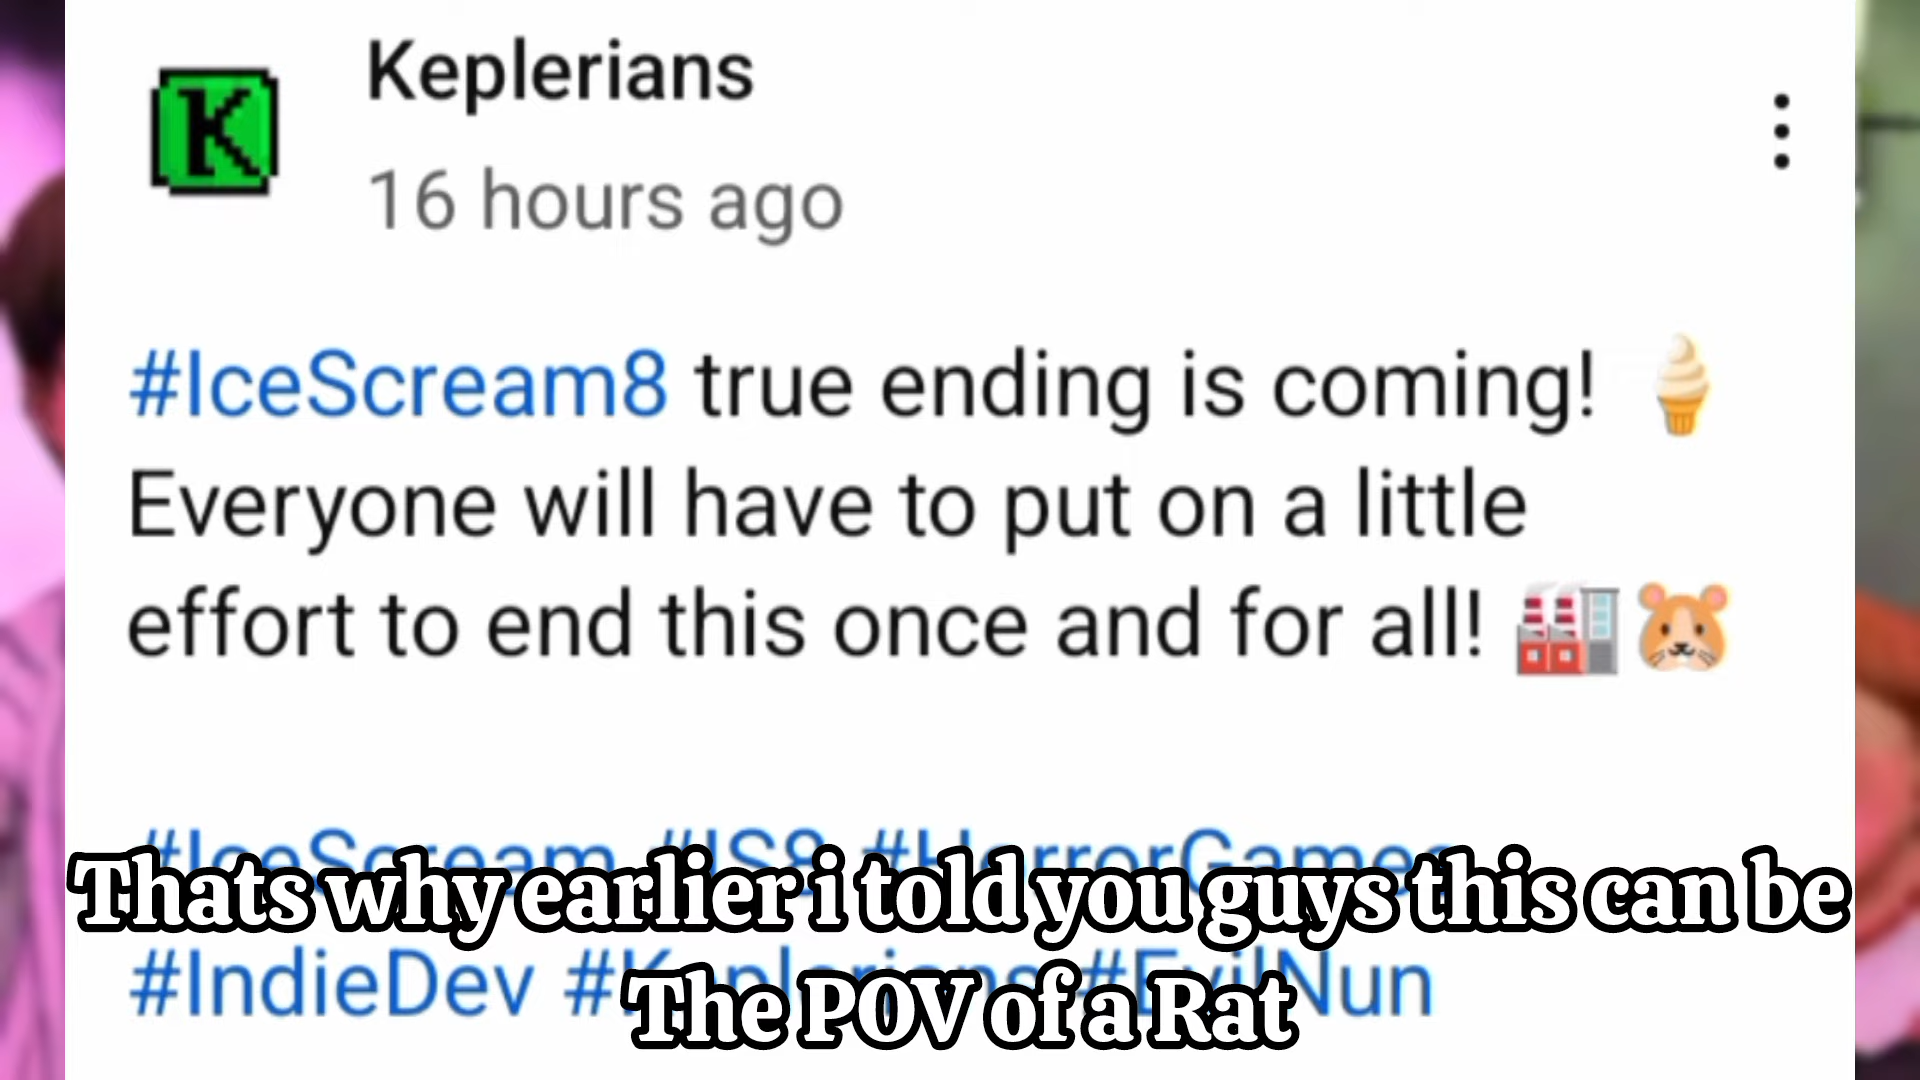 K
Keplerians
16 hours ago
#IceScream8 true ending is coming! 🍦
Everyone will have to put on a little
effort to end this once and for all! 🏭🐹
#IceScream #IS8 #HorrorGames
Thats why earlier i told you guys this can be
#IndieDev #Keplerians #EvilNun
The POV of a Rat